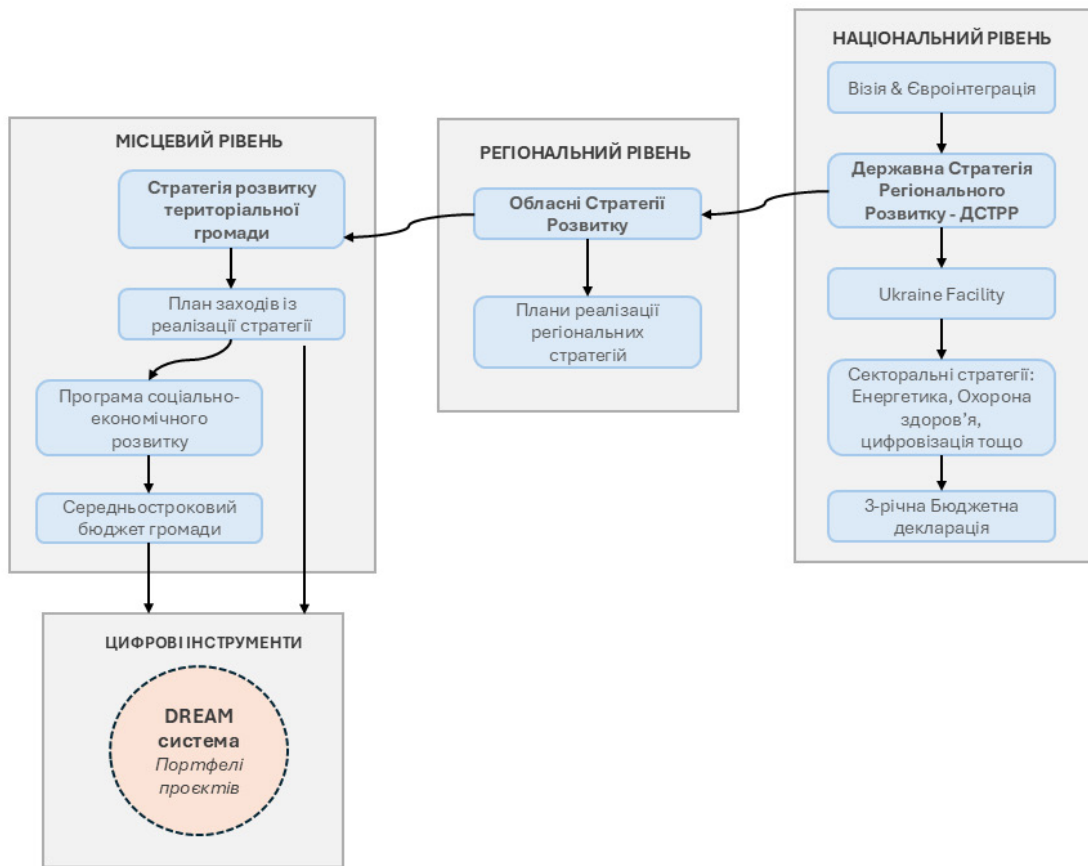 МІСЦЕВИЙ РІВЕНЬ
Стратегія розвитку
територіальної
громади
План заходів із
реалізації стратегії
Програма соціально-
економічного
розвитку
Середньостроковий
бюджет громади
ЦИФРОВІ ІНСТРУМЕНТИ
DREAM
система
Портфелі
проєктів
РЕГІОНАЛЬНИЙ РІВЕНЬ
Обласні Стратегії
Розвитку
Плани реалізації
регіональних
стратегій
НАЦІОНАЛЬНИЙ РІВЕНЬ
Візія & Євроінтеграція
Державна Стратегія
Регіонального
Розвитку - ДСТРР
Ukraine Facility
Секторальні стратегії:
Енергетика, Охорона
здоров’я,
цифровізація тощо
3-річна Бюджетна
декларація